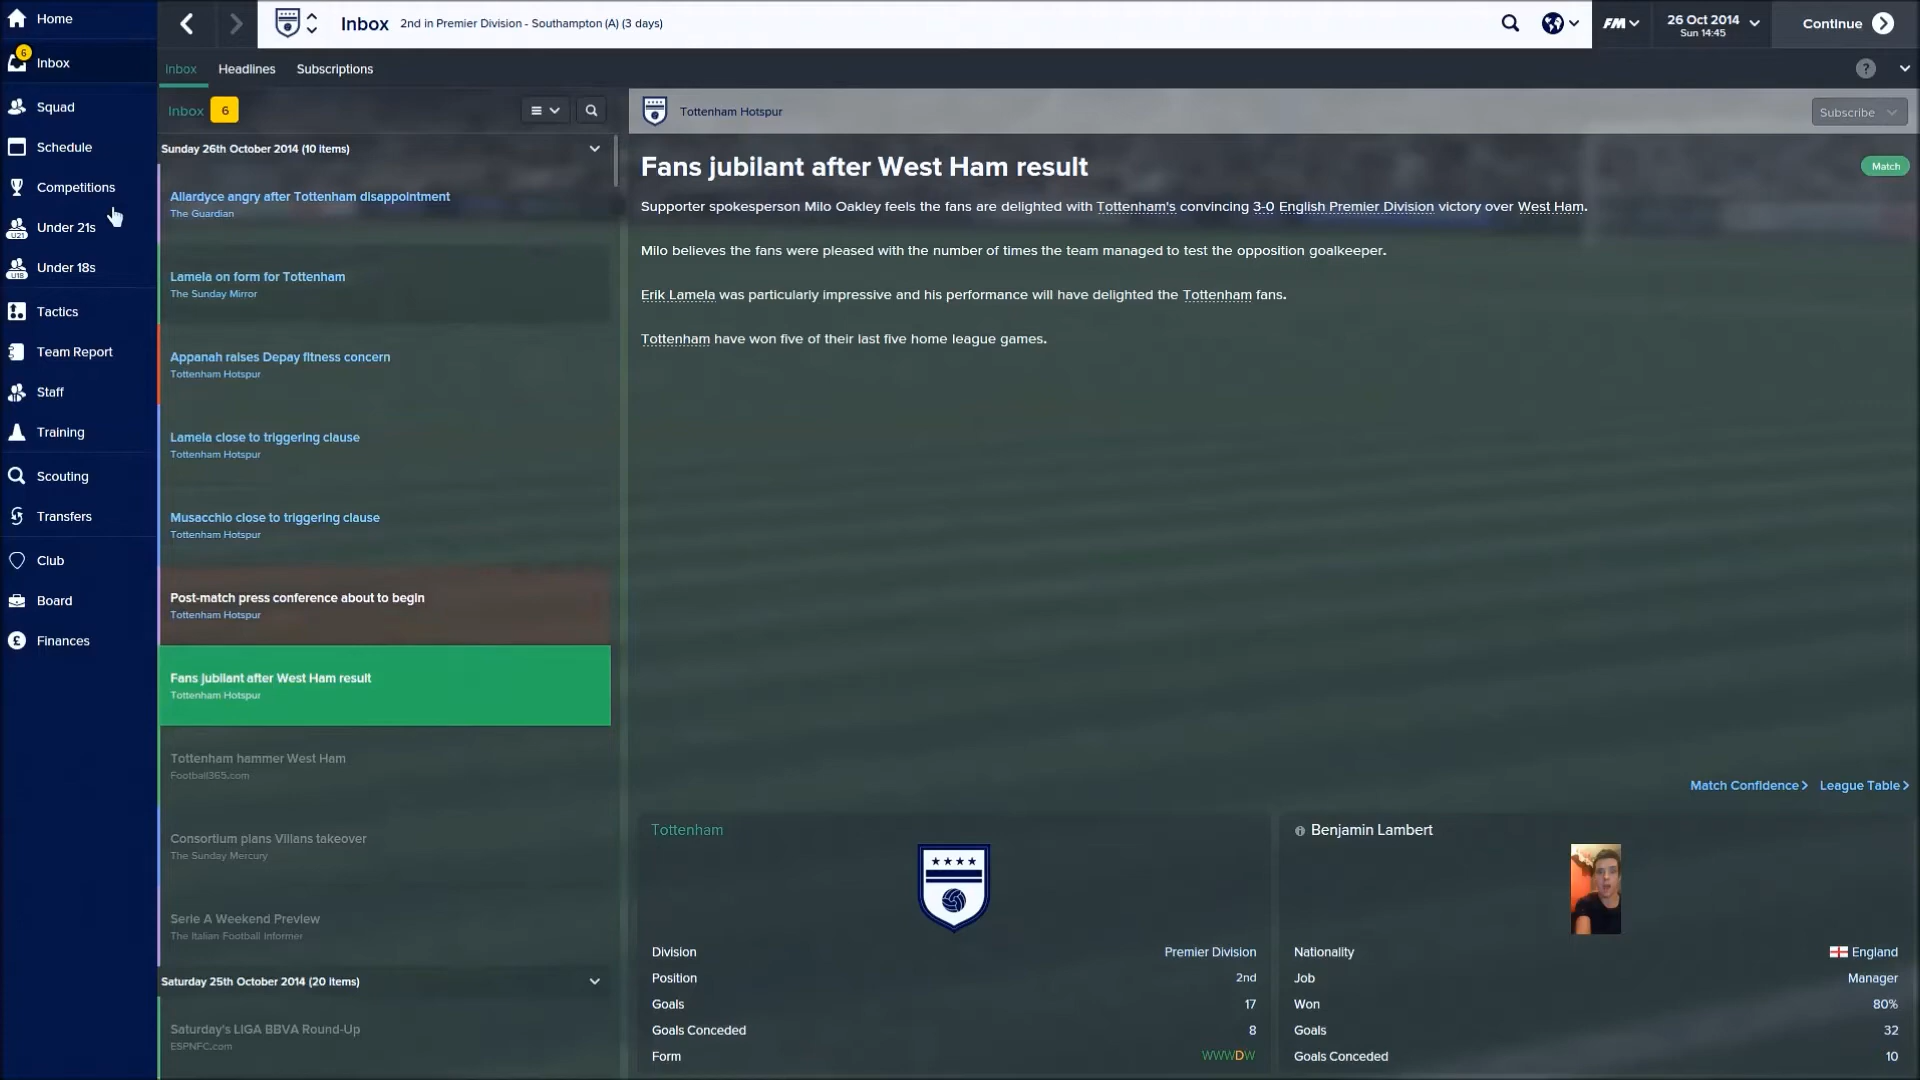 Home
Inbox 2nd in Premier Division - Southampton (A) (3 days)
FM
26 Oct 2014
Sun 14:45
Continue
6
Inbox
Squad
Schedule
Competitions
U21
Under 21s
U18
Under 18s
Tactics
Team Report
Staff
Training
Scouting
Transfers
Club
Board
£ Finances
Inbox Headlines Subscriptions
?
Inbox 6
Sunday 26th October 2014 (10 items)
Allardyce angry after Tottenham disappointment
The Guardian
Lamela on form for Tottenham
The Sunday Mirror
Appanah raises Depay fitness concern
Tottenham Hotspur
Lamela close to triggering clause
Tottenham Hotspur
Musacchio close to triggering clause
Tottenham Hotspur
Post-match press conference about to begin
Tottenham Hotspur
Fans jubilant after West Ham result
Tottenham Hotspur
Tottenham hammer West Ham
Football365.com
Consortium plans Villans takeover
The Sunday Mercury
Serie A Weekend Preview
The Italian Football Informer
Saturday 25th October 2014 (20 items)
Saturday's LIGA BBVA Round-Up
ESPNFC.com
Tottenham Hotspur
Subscribe
Fans jubilant after West Ham result
Match
Supporter spokesperson Milo Oakley feels the fans are delighted with Tottenham's convincing 3-0 English Premier Division victory over West Ham.
Milo believes the fans were pleased with the number of times the team managed to test the opposition goalkeeper.
Erik Lamela was particularly impressive and his performance will have delighted the Tottenham fans.
Tottenham have won five of their last five home league games.
Match Confidence> League Table>
Tottenham
Division Premier Division
Position 2nd
Goals 17
Goals Conceded 8
Form WWWDW
Benjamin Lambert
Nationality England
Job Manager
Won 80%
Goals 32
Goals Conceded 10